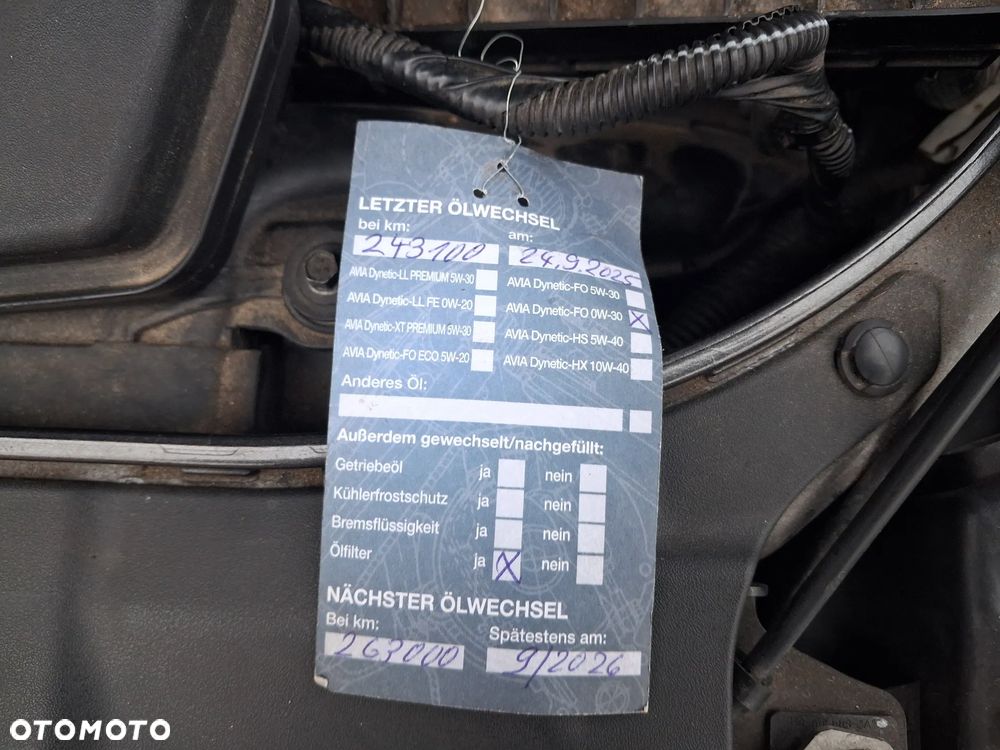 LETZTER ÖLWECHSEL
bei km: am:
243100 24.9.2025
AVIA Dynetic-LL PREMIUM 5W-30 AVIA Dynetic-FO 5W-30
AVIA Dynetic-LL FE 0W-20 AVIA Dynetic-FO 0W-30 X
AVIA Dynetic-XT PREMIUM 5W-30 AVIA Dynetic-HS 5W-40
AVIA Dynetic-FO ECO 5W-20 AVIA Dynetic-HX 10W-40
Anderes Öl:
Außerdem gewechselt/nachgefüllt:
Getriebeöl ja nein
Kühlerfrostschutz ja nein
Bremsflüssigkeit ja nein
Ölfilter ja X nein
NÄCHSTER ÖLWECHSEL
Bei km: Spätestens am:
263000 9/2026
OTOMOTO